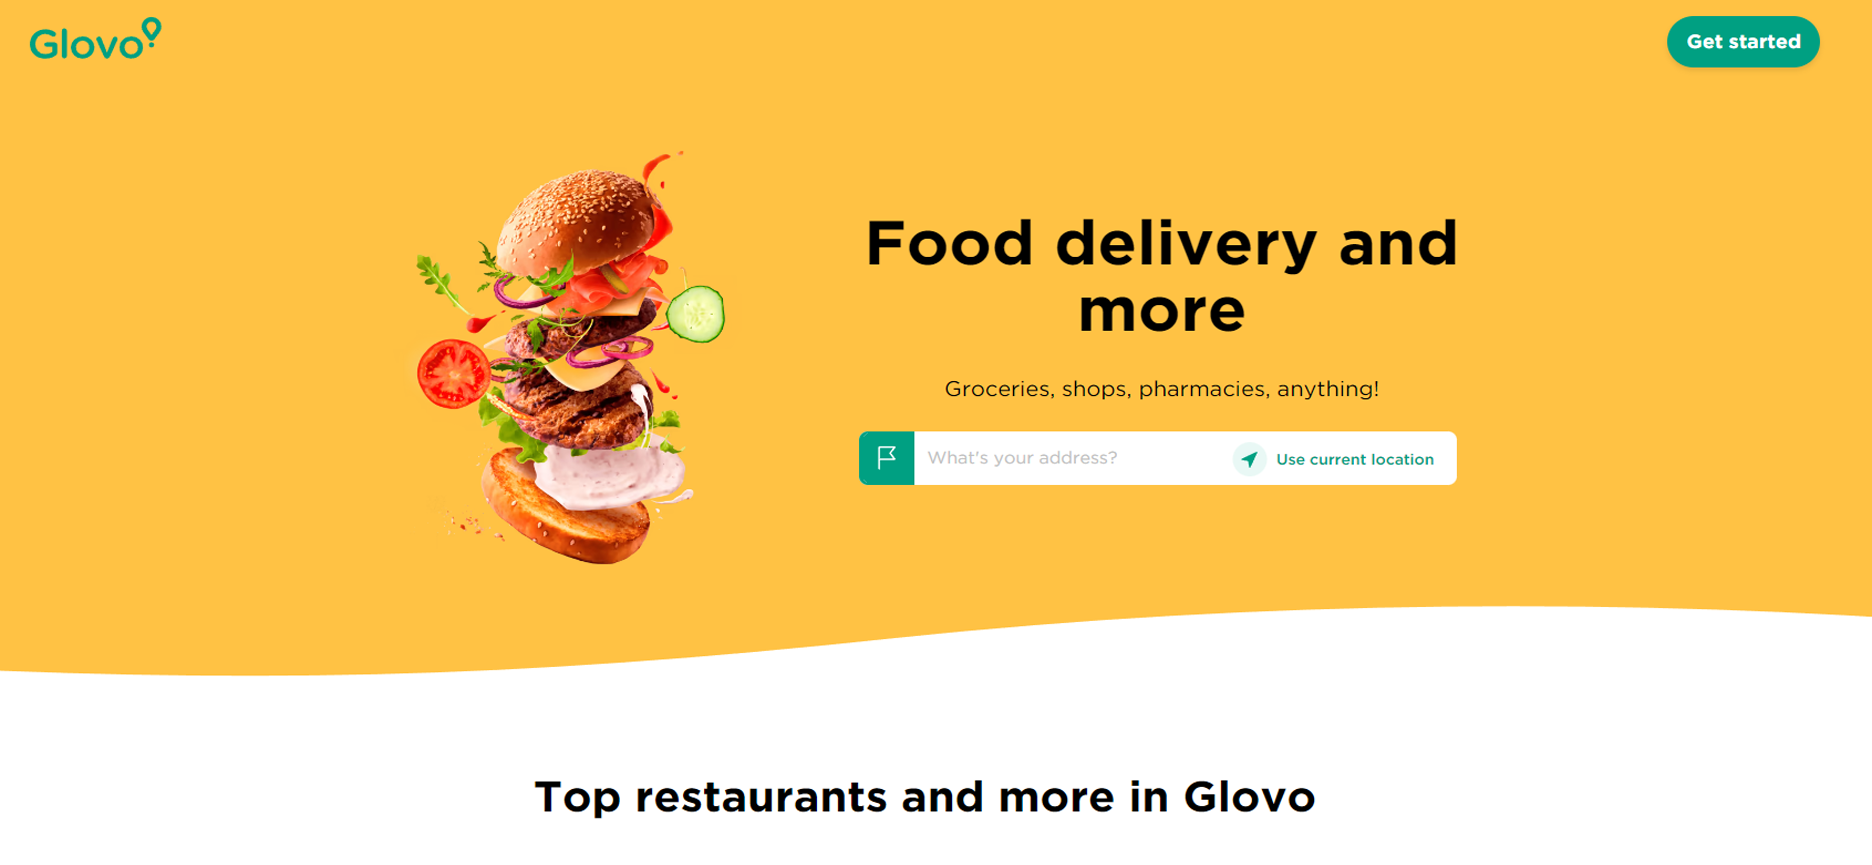 Glovo
Get started
Food delivery and
more
Groceries, shops, pharmacies, anything!
What's your address?
Use current location
Top restaurants and more in Glovo